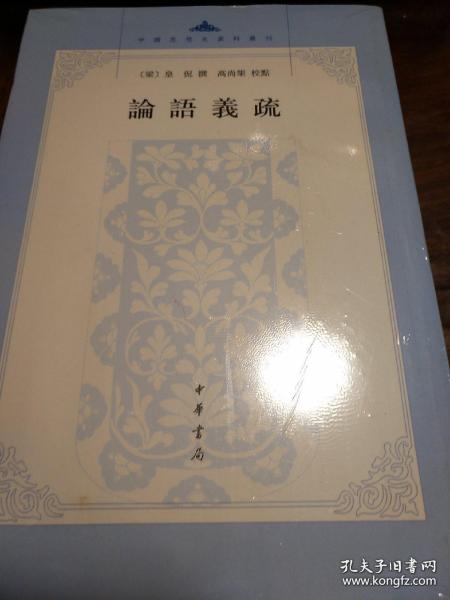 中國思想史資料叢刊
〔梁〕皇 侃 撰 高尚榘 校點
論語義疏
中華書局
孔夫子旧书网
www.kongfz.com